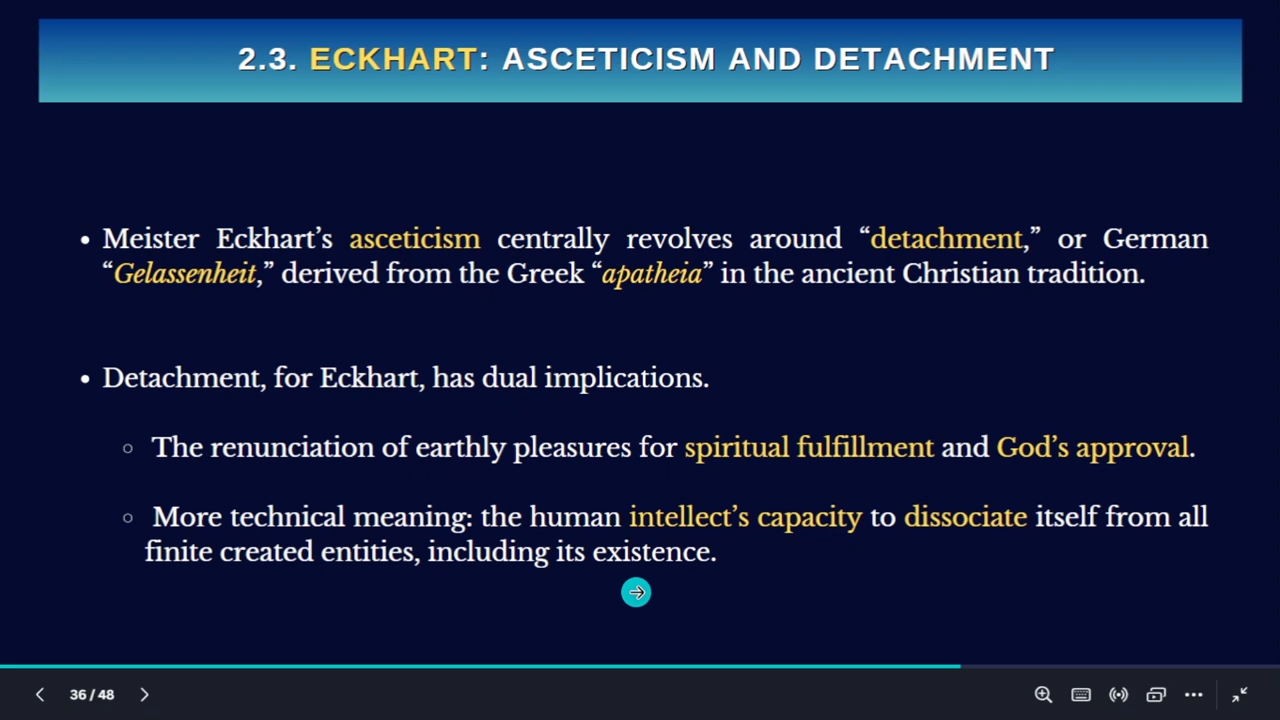 2.3. ECKHART: ASCETICISM AND DETACHMENT
• Meister Eckhart’s asceticism centrally revolves around “detachment,” or German
“Gelassenheit,” derived from the Greek “apatheia” in the ancient Christian tradition.
• Detachment, for Eckhart, has dual implications.
○ The renunciation of earthly pleasures for spiritual fulfillment and God’s approval.
○ More technical meaning: the human intellect’s capacity to dissociate itself from all
finite created entities, including its existence.
36 / 48